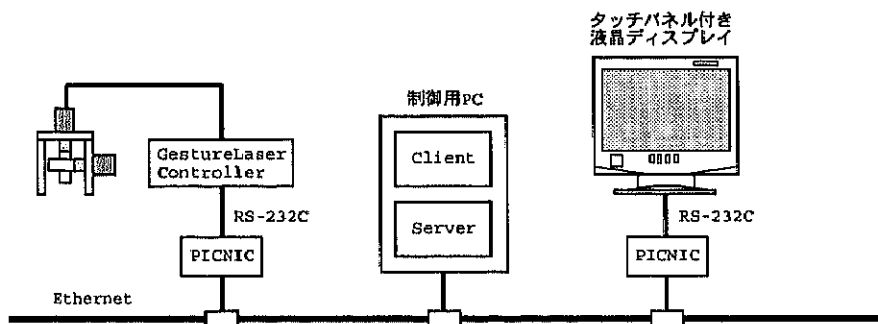 タッチパネル付き
液晶ディスプレイ
制御用PC
GestureLaser
Controller
Client
RS-232C
Server
RS-232C
PICNIC
PICNIC
Ethernet